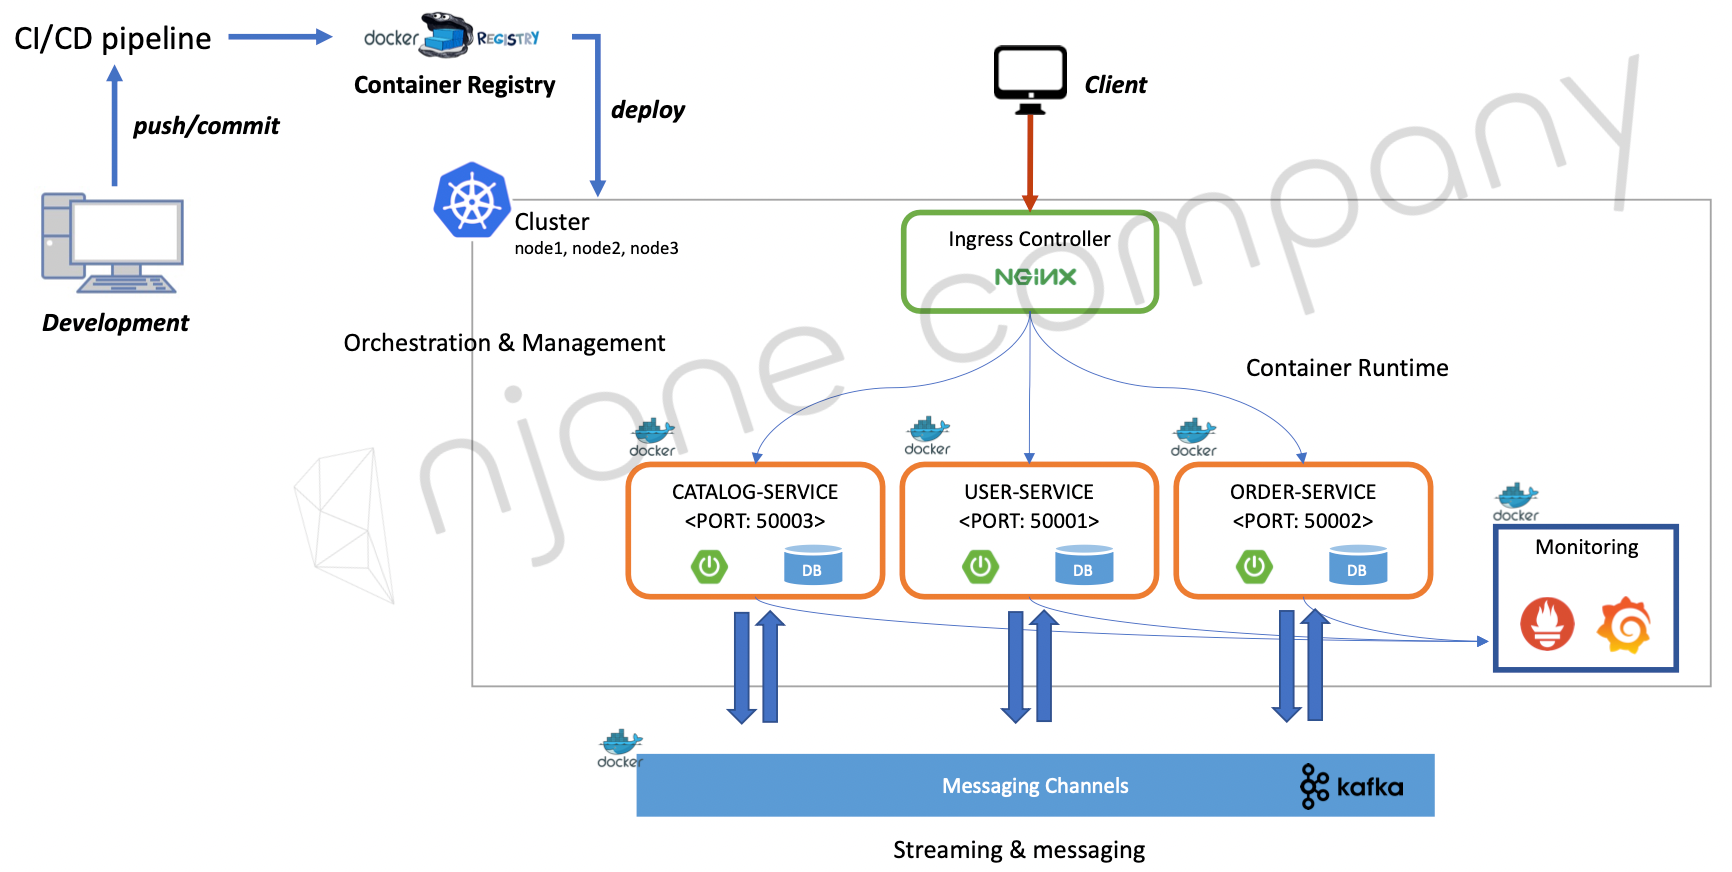 CI/CD pipeline
docker REGISTRY
Container Registry
push/commit
deploy
Client
Development
Cluster
node1, node2, node3
Ingress Controller
NGINX
Orchestration & Management
Container Runtime
njone company
docker
docker
docker
CATALOG-SERVICE
<PORT: 50003>
DB
USER-SERVICE
<PORT: 50001>
DB
ORDER-SERVICE
<PORT: 50002>
DB
docker
Monitoring
docker
Messaging Channels
kafka
Streaming & messaging